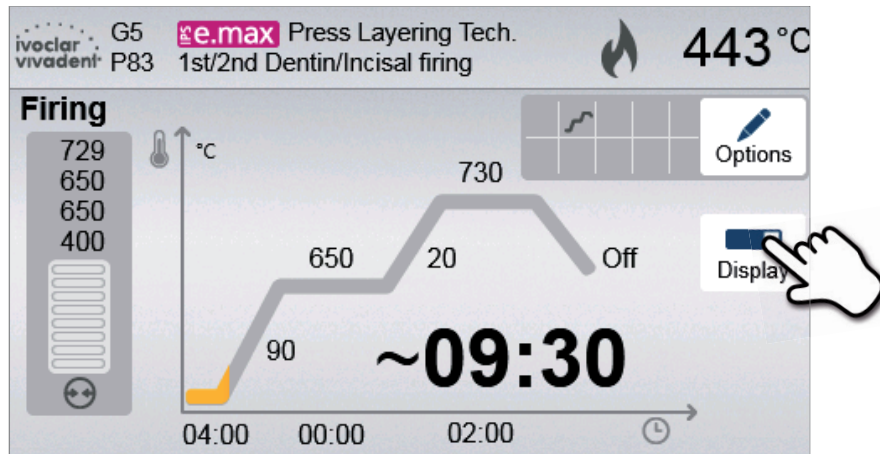 ivoclar vivadent G5 P83
IPS e.max Press Layering Tech.
1st/2nd Dentin/Incisal firing
443°C
Firing
729
650
650
400
°C
730
650
20
Off
90
~09:30
04:00 00:00 02:00
Options
Display